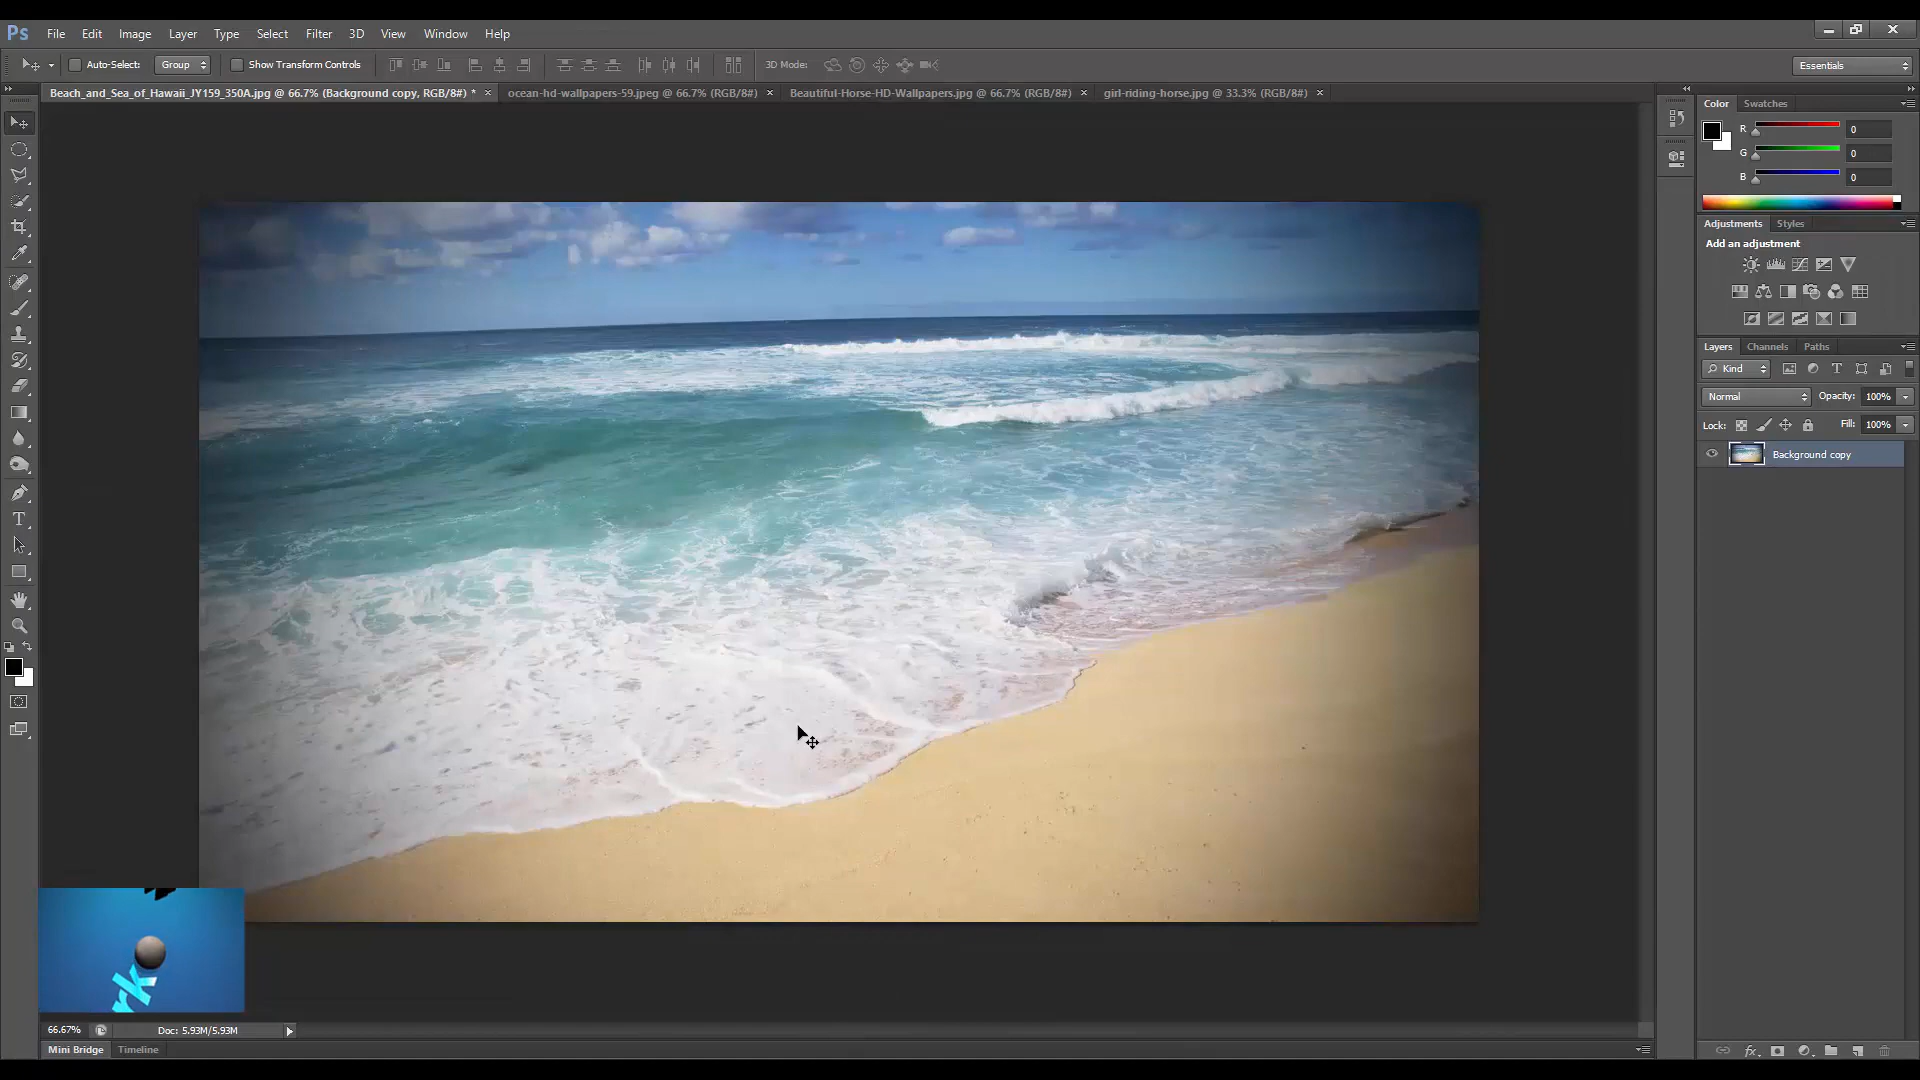 Ps File Edit Image Layer Type Select Filter 3D View Window Help
Auto-Select: Group Show Transform Controls 3D Mode: Essentials
Beach_and_Sea_of_Hawaii_JY159_350A.jpg @ 66.7% (Background copy, RGB/8#) * × ocean-hd-wallpapers-59.jpeg @ 66.7% (RGB/8#) × Beautiful-Horse-HD-Wallpapers.jpg @ 66.7% (RGB/8#) × girl-riding-horse.jpg @ 33.3% (RGB/8#) ×
Color Swatches
R 0
G 0
B 0
Adjustments Styles
Add an adjustment
Layers Channels Paths
Kind
Normal Opacity: 100%
Lock: Fill: 100%
Background copy
rk
66.67% Doc: 5.93M/5.93M
Mini Bridge Timeline